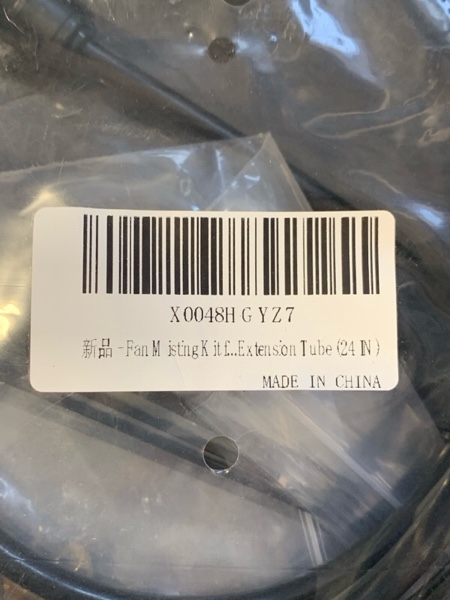 X0048HGYZ7
新品 - Fan Misting Kit f...Extension Tube (24 IN)
MADE IN CHINA